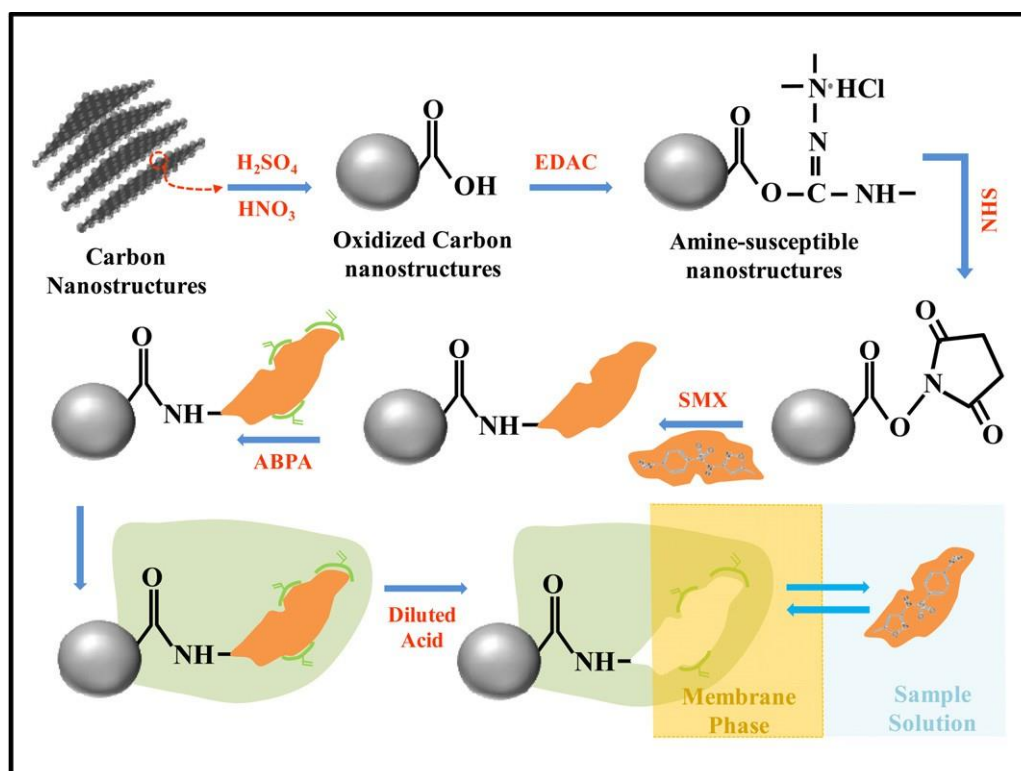 Carbon
Nanostructures
H₂SO₄
HNO₃
O
OH
Oxidized Carbon
nanostructures
EDAC
N•HCl
N
O
O—C—NH
Amine-susceptible
nanostructures
NHS
O
O
N
O
O
SMX
O
NH
ABPA
O
NH
O
NH
Diluted
Acid
O
NH
Membrane
Phase
Sample
Solution